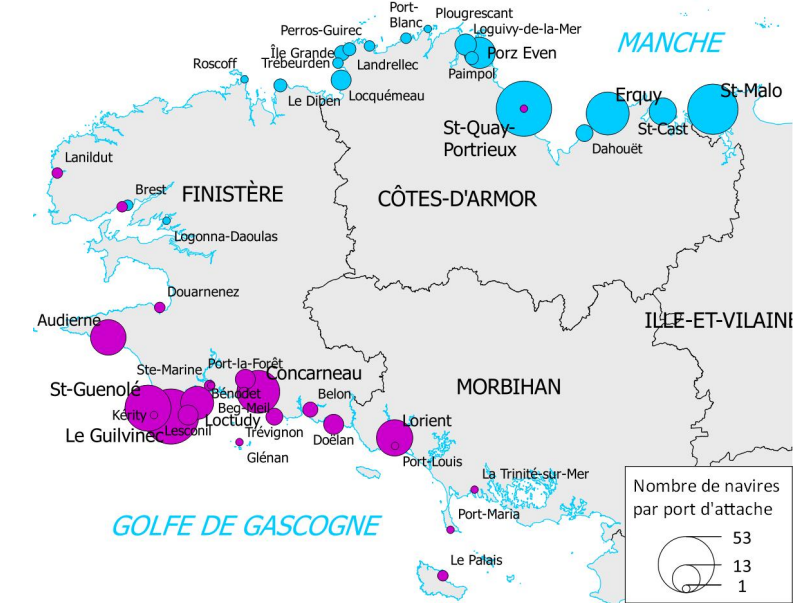 Port-
Blanc
Plougrescant
Perros-Guirec
Loguivy-de-la-Mer
MANCHE
Île Grande
Porz Even
Roscoff
Trébeurden
Landrellec
Paimpol
Le Diben
Locquémeau
Erquy
St-Malo
St-Quay-
Portrieux
St-Cast
Dahouët
Lanildut
Brest
FINISTÈRE
CÔTES-D'ARMOR
Logonna-Daoulas
Douarnenez
Audierne
ILLE-ET-VILAINE
Ste-Marine
Port-la-Forêt
Concarneau
St-Guenolé
Bénodet
Belon
MORBIHAN
Kérity
Beg-Meil
Loctudy
Lorient
Le Guilvinec
Lesconil
Trévignon
Doëlan
Glénan
Port-Louis
La Trinité-sur-Mer
Port-Maria
GOLFE DE GASCOGNE
Le Palais
Nombre de navires
par port d'attache
53
13
1